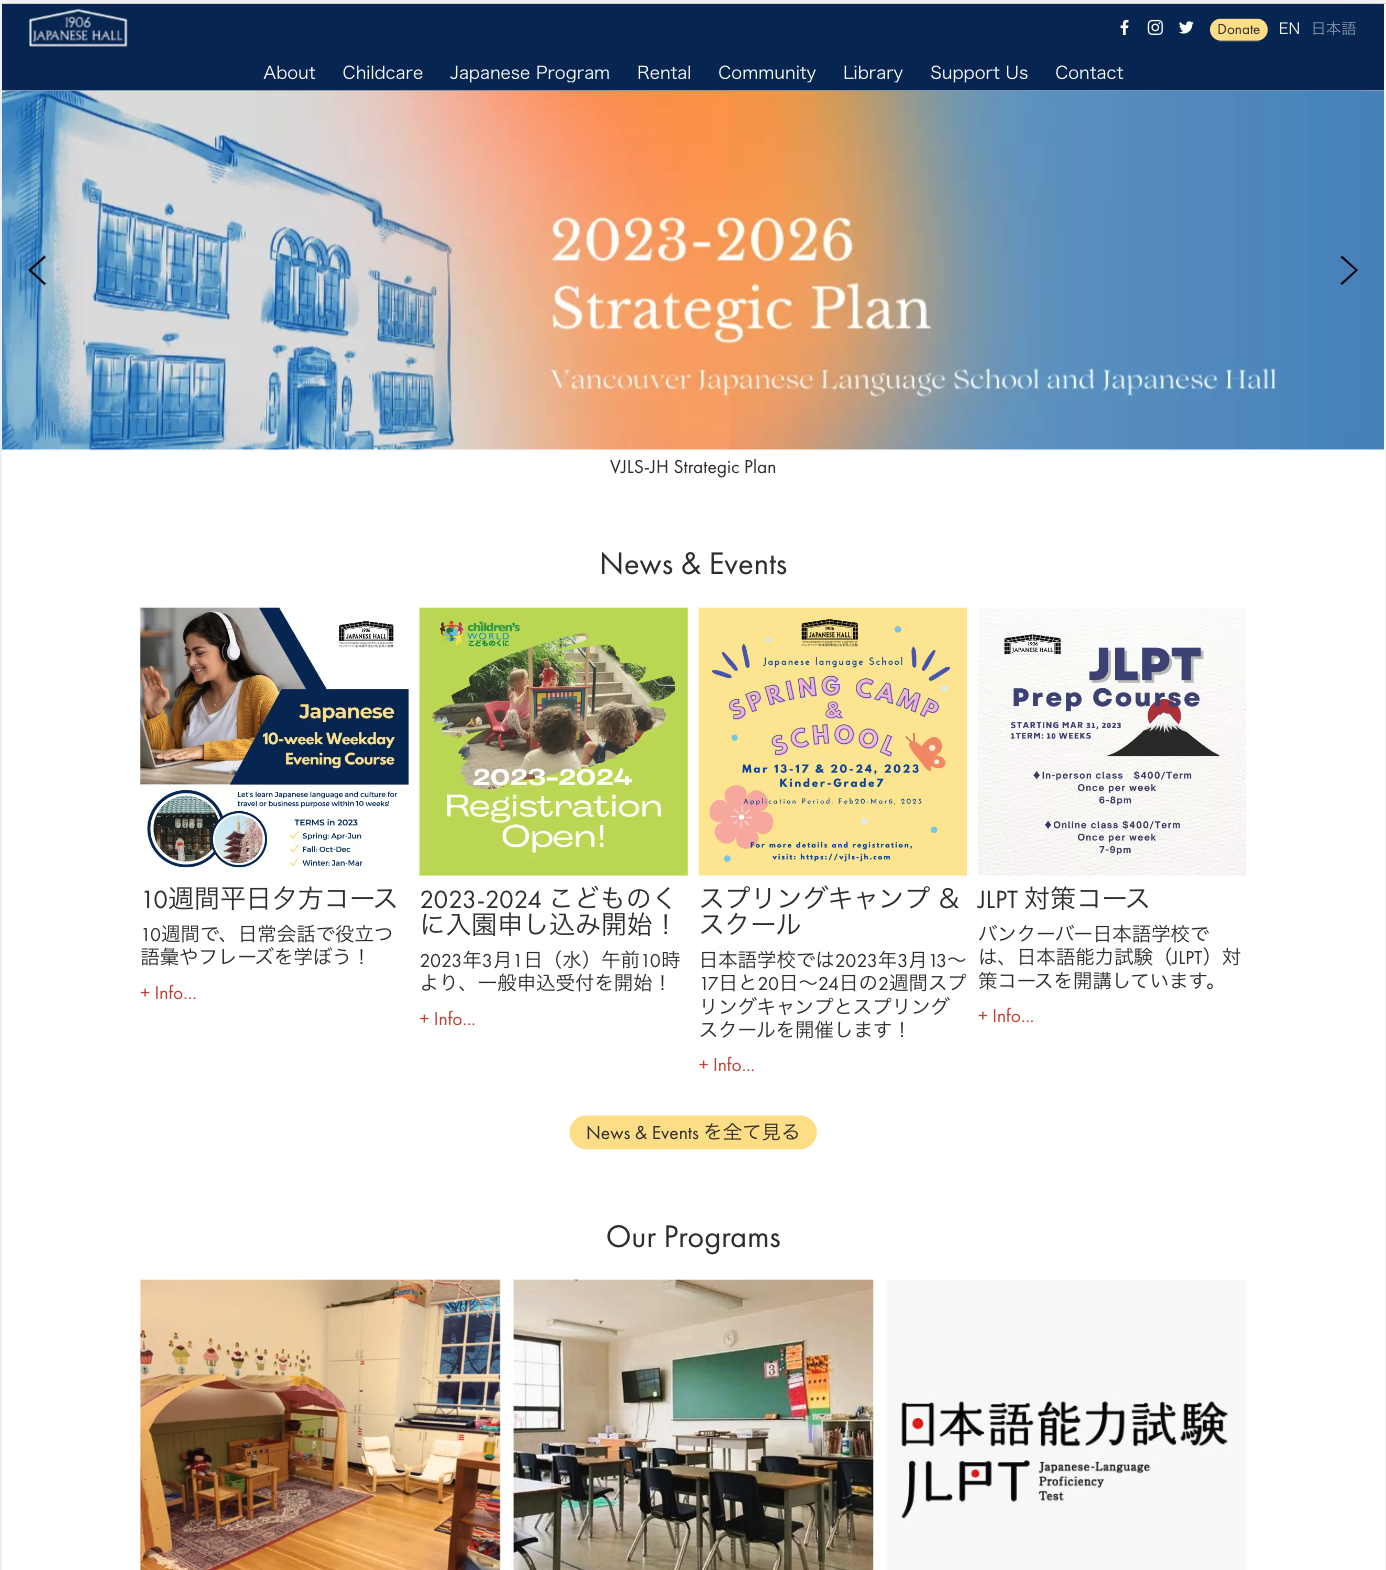 1906
JAPANESE HALL
Donate
EN
日本語
About
Childcare
Japanese Program
Rental
Community
Library
Support Us
Contact
2023-2026
Strategic Plan
Vancouver Japanese Language School and Japanese Hall
VJLS-JH Strategic Plan
News & Events
1906
JAPANESE HALL
Japanese
10-week Weekday
Evening Course
Let's learn Japanese language and culture for
travel or business purpose within 10 weeks!
TERMS in 2023
Spring: Apr-Jun
Fall: Oct-Dec
Winter: Jan-Mar
10週間平日夕方コース
10週間で、日常会話で役立つ
語彙やフレーズを学ぼう！
+ Info...
children's
WORLD
こどものくに
2023-2024
Registration
Open!
2023-2024 こどものく
に入園申し込み開始！
2023年3月1日（水）午前10時
より、一般申込受付を開始！
+ Info...
1906
JAPANESE HALL
Japanese language School
SPRING CAMP
&
SCHOOL
Mar 13-17 & 20-24, 2023
Kinder-Grade7
Application Period: Feb20-Mar6, 2023
For more details and registration,
visit: https://vjls-jh.com
スプリングキャンプ ＆
スクール
日本語学校では2023年3月13〜
17日と20日〜24日の2週間スプ
リングキャンプとスプリング
スクールを開催します！
+ Info...
1906
JAPANESE HALL
JLPT
Prep Course
STARTING MAR 31, 2023
1TERM: 10 WEEKS
♦In-person class $400/Term
Once per week
6-8pm
♦Online class $400/Term
Once per week
7-9pm
JLPT 対策コース
バンクーバー日本語学校で
は、日本語能力試験（JLPT）対
策コースを開講しています。
+ Info...
News & Events を全て見る
Our Programs
3
日本語能力試験
JLPT
Japanese-Language
Proficiency
Test